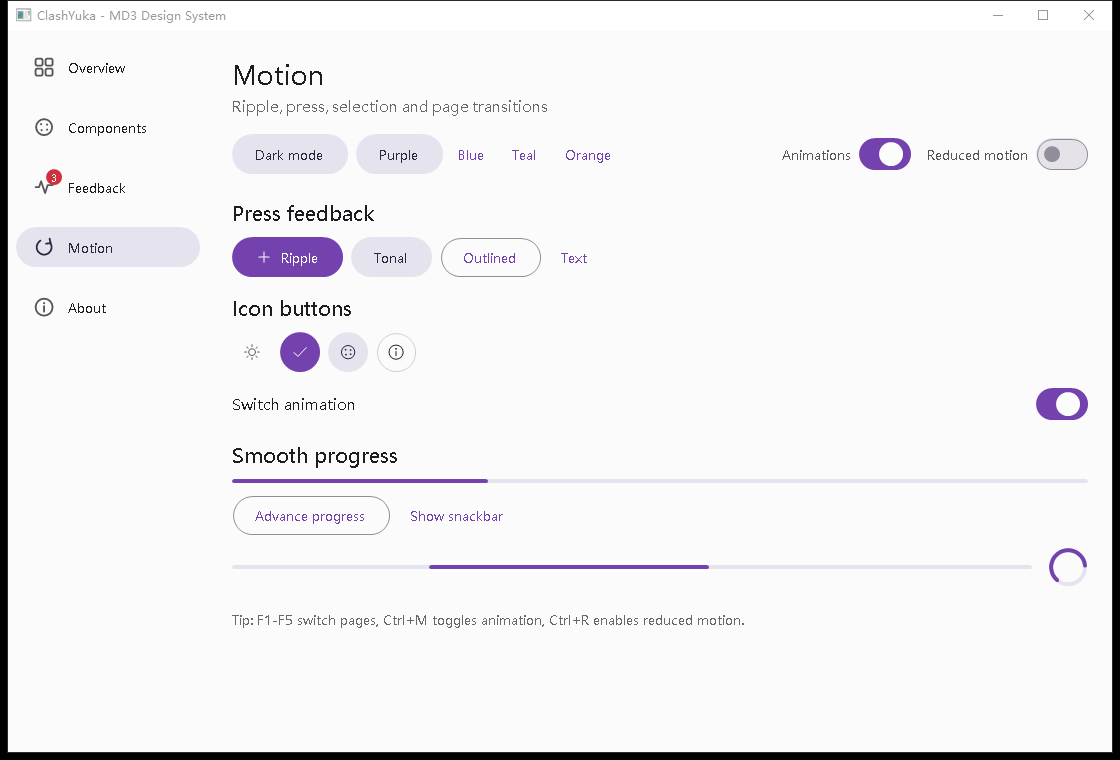 ClashYuka - MD3 Design System
Overview
Components
3
Feedback
Motion
About
Motion
Ripple, press, selection and page transitions
Dark mode Purple Blue Teal Orange Animations Reduced motion
Press feedback
Ripple Tonal Outlined Text
Icon buttons
Switch animation
Smooth progress
Advance progress Show snackbar
Tip: F1-F5 switch pages, Ctrl+M toggles animation, Ctrl+R enables reduced motion.